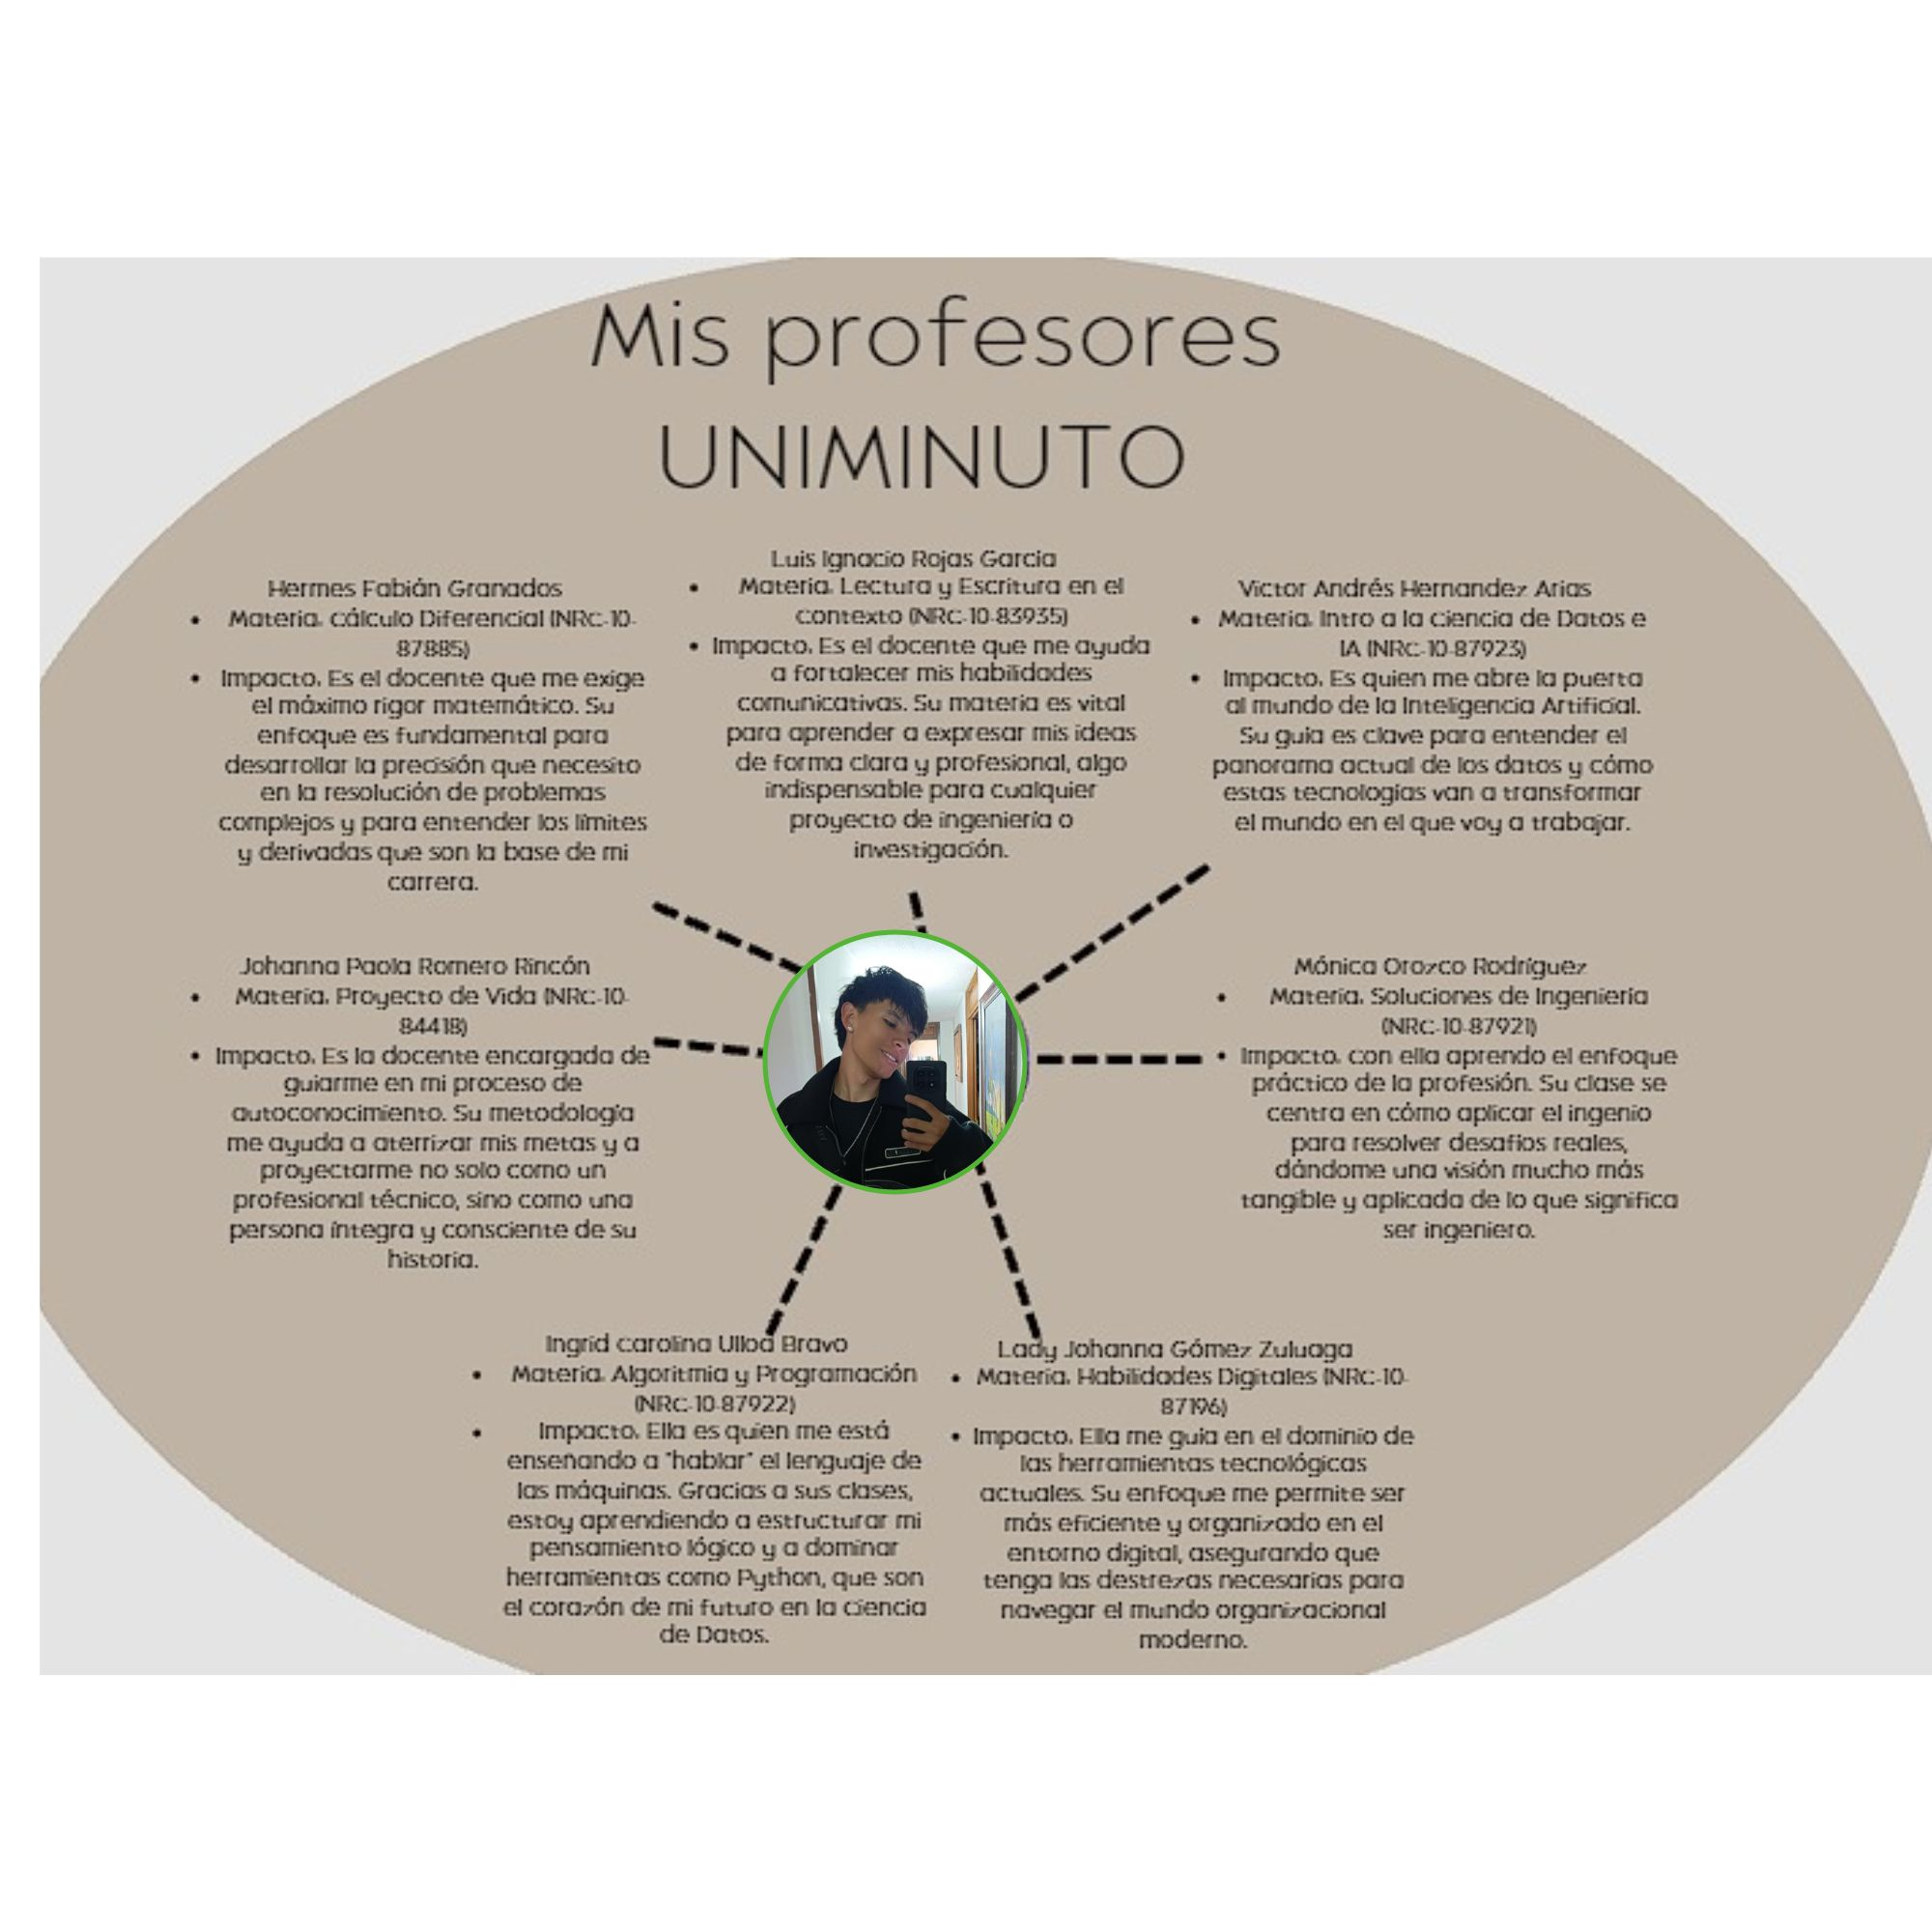 Mis profesores
UNIMINUTO
Hermes Fabián Granados
• Materia. cálculo Diferencial (NRC-10-
87885)
• Impacto. Es el docente que me exige
el máximo rigor matemático. Su
enfoque es fundamental para
desarrollar la precisión que necesito
en la resolución de problemas
complejos y para entender los límites
y derivadas que son la base de mi
carrera.
Luis Ignacio Rojas García
• Materia. Lectura y Escritura en el
contexto (NRC-10-83935)
• Impacto. Es el docente que me ayuda
a fortalecer mis habilidades
comunicativas. Su materia es vital
para aprender a expresar mis ideas
de forma clara y profesional, algo
indispensable para cualquier
proyecto de ingeniería o
investigación.
Victor Andrés Hernandez Arias
• Materia. Intro a la ciencia de Datos e
IA (NRC-10-87923)
• Impacto. Es quien me abre la puerta
al mundo de la Inteligencia Artificial.
Su guía es clave para entender el
panorama actual de los datos y cómo
estas tecnologías van a transformar
el mundo en el que voy a trabajar.
Johanna Paola Romero Rincón
• Materia. Proyecto de Vida (NRC-10-
84418)
• Impacto. Es la docente encargada de
guiarme en mi proceso de
autoconocimiento. Su metodología
me ayuda a aterrizar mis metas y a
proyectarme no solo como un
profesional técnico, sino como una
persona íntegra y consciente de su
historia.
Mónica Orozco Rodríguez
• Materia. Soluciones de Ingeniería
(NRC-10-87921)
• Impacto. con ella aprendo el enfoque
práctico de la profesión. Su clase se
centra en cómo aplicar el ingenio
para resolver desafíos reales,
dándome una visión mucho más
tangible y aplicada de lo que significa
ser ingeniero.
Ingrid carolina Ulloa Bravo
• Materia. Algoritmia y Programación
(NRC-10-87922)
• Impacto. Ella es quien me está
enseñando a "hablar" el lenguaje de
las máquinas. Gracias a sus clases,
estoy aprendiendo a estructurar mi
pensamiento lógico y a dominar
herramientas como Python, que son
el corazón de mi futuro en la ciencia
de Datos.
Lady Johanna Gómez Zuluaga
• Materia. Habilidades Digitales (NRC-10-
87196)
• Impacto. Ella me guía en el dominio de
las herramientas tecnológicas
actuales. Su enfoque me permite ser
más eficiente y organizado en el
entorno digital, asegurando que
tenga las destrezas necesarias para
navegar el mundo organizacional
moderno.